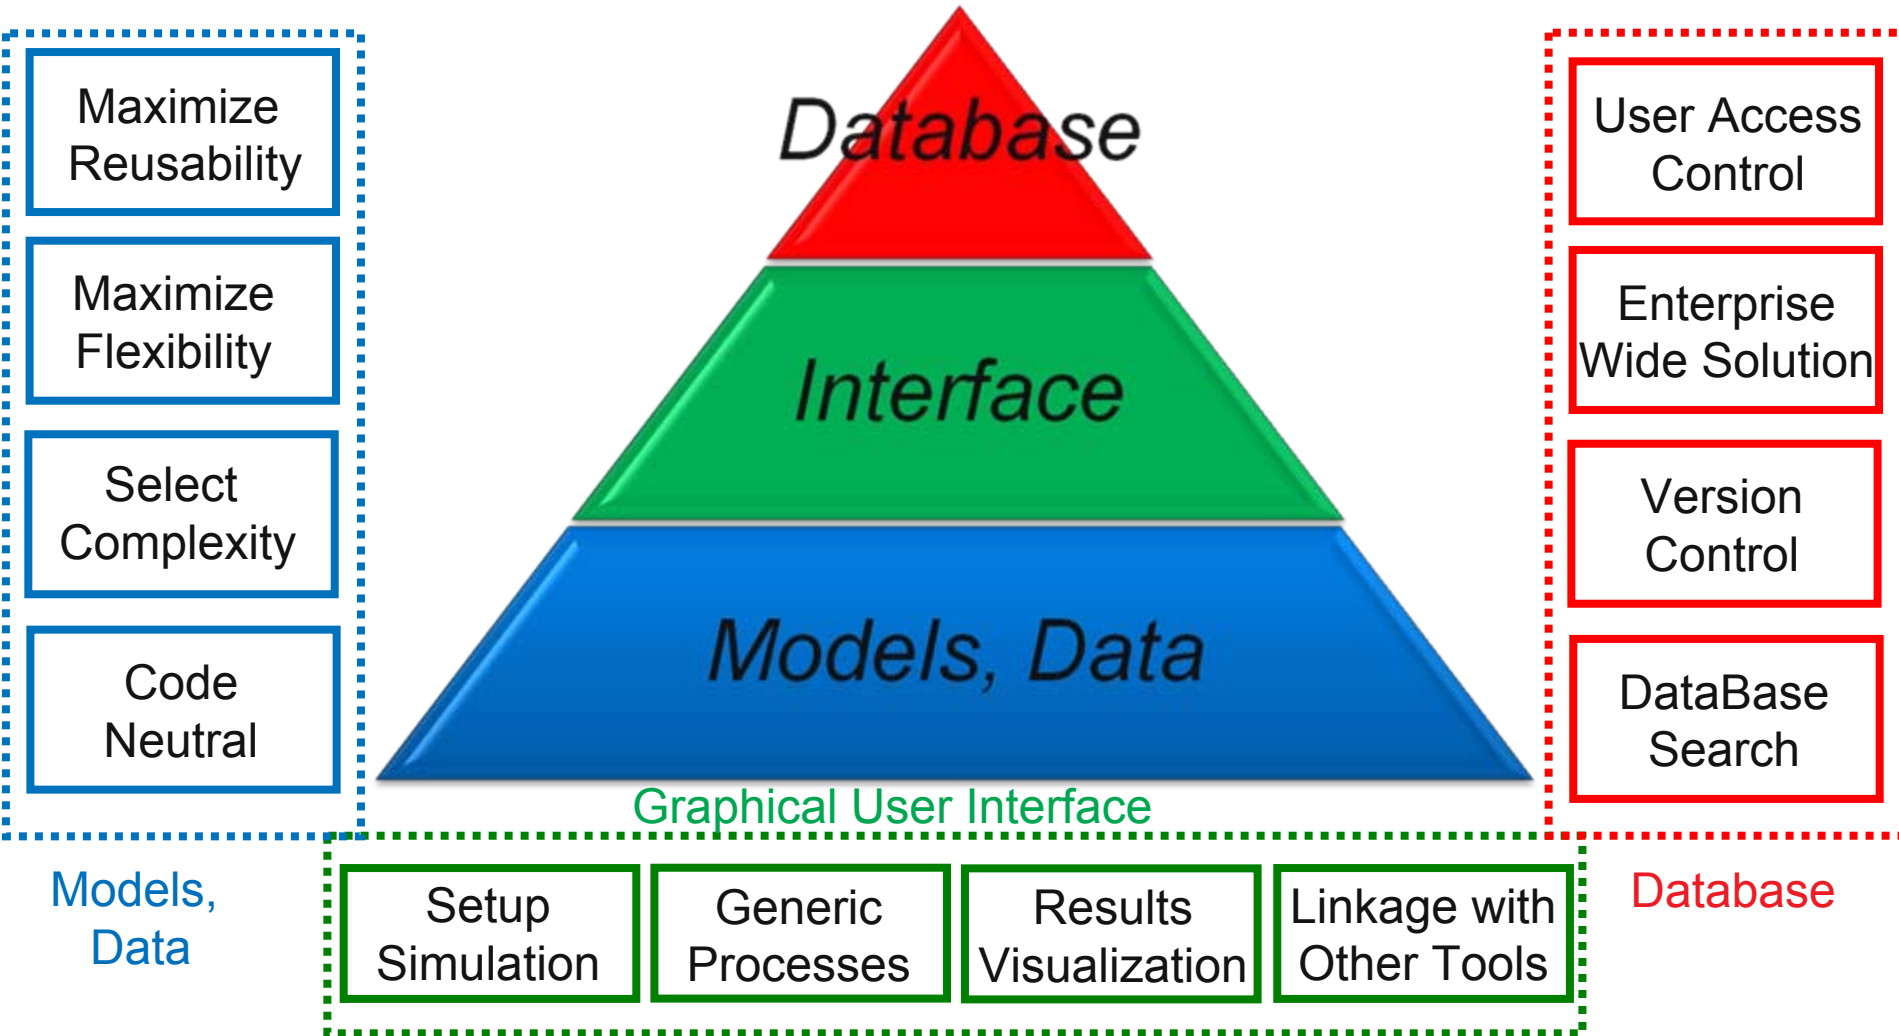 Maximize
Reusability
Maximize
Flexibility
Select
Complexity
Code
Neutral
Models,
Data
Database
Interface
Models, Data
User Access
Control
Enterprise
Wide Solution
Version
Control
DataBase
Search
Database
Graphical User Interface
Setup
Simulation
Generic
Processes
Results
Visualization
Linkage with
Other Tools